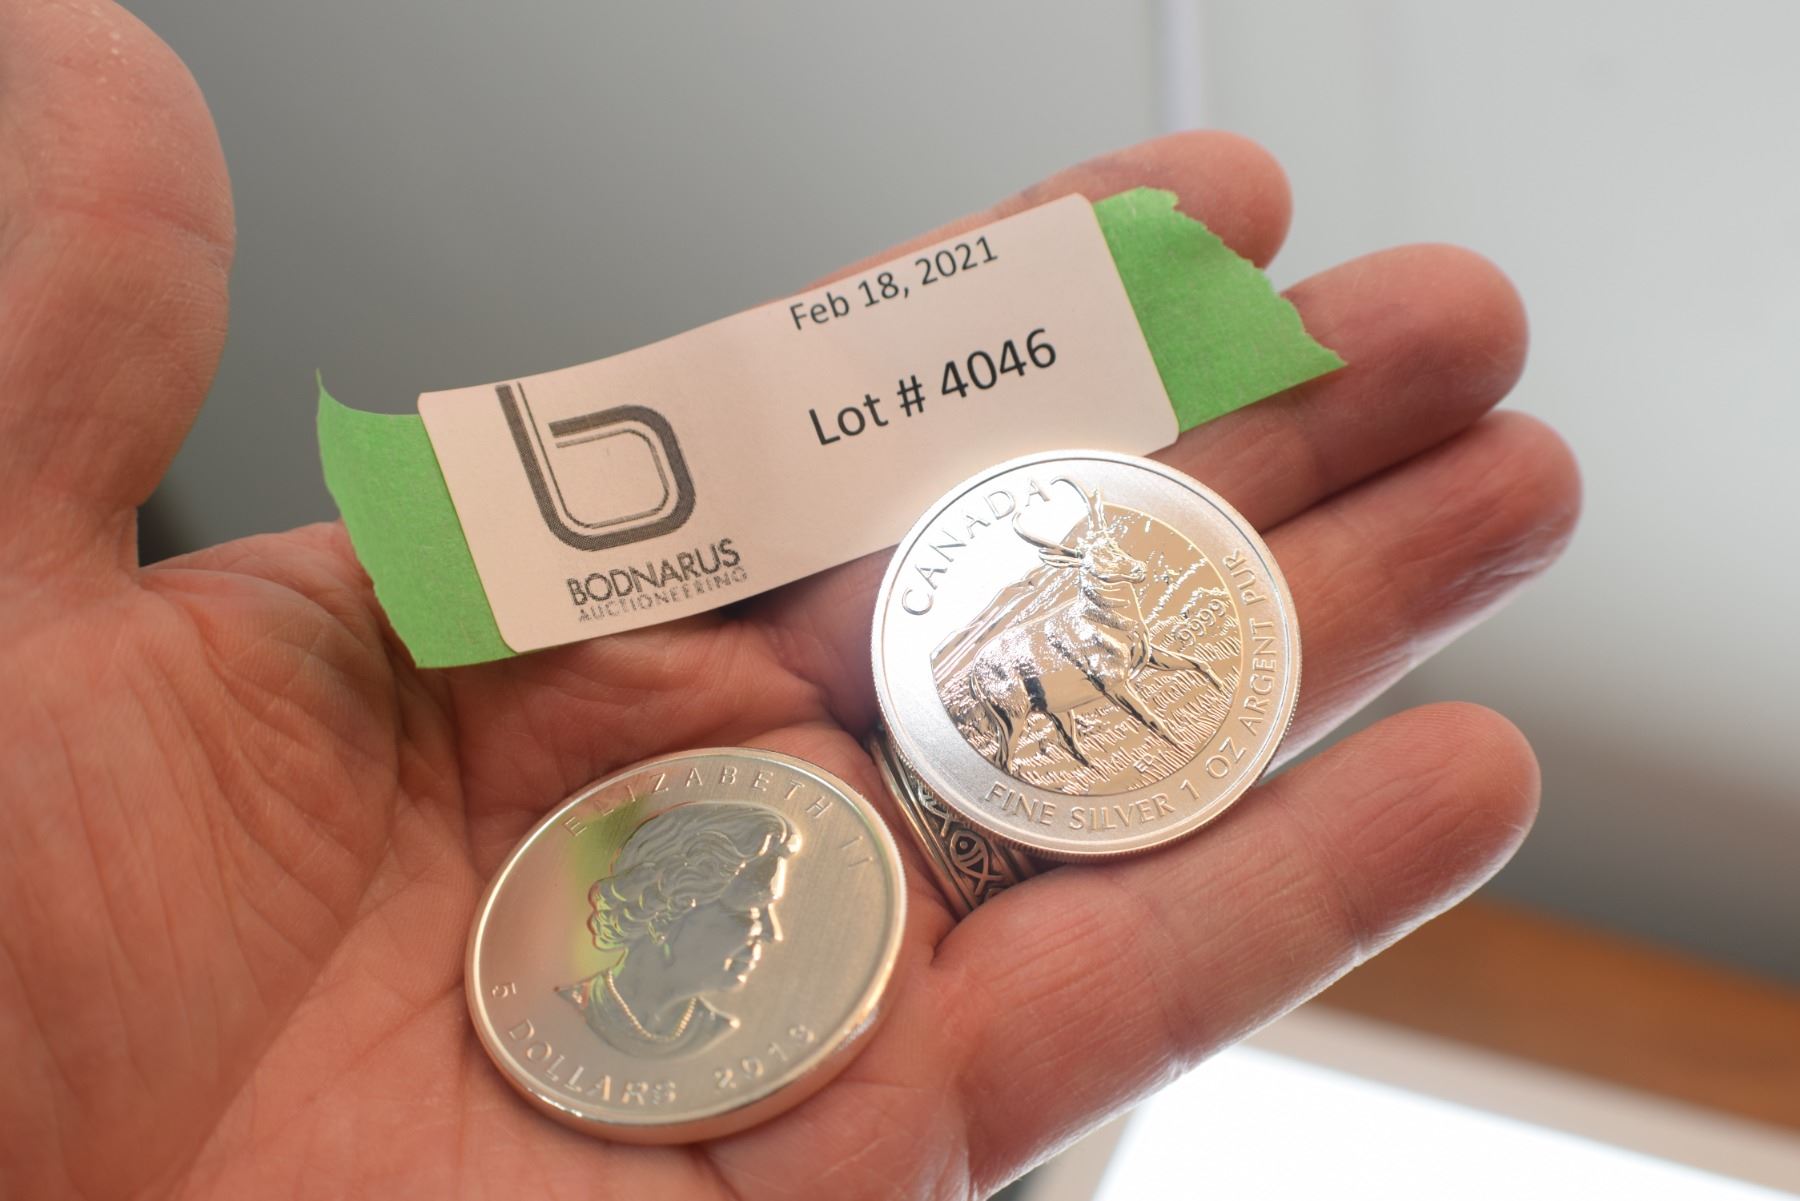 Feb 18, 2021
Lot # 4046
BODNARUS
AUCTIONEERING
CANADA
.9999
FINE SILVER 1 OZ ARGENT PUR
ELIZABETH II
5 DOLLARS 2013